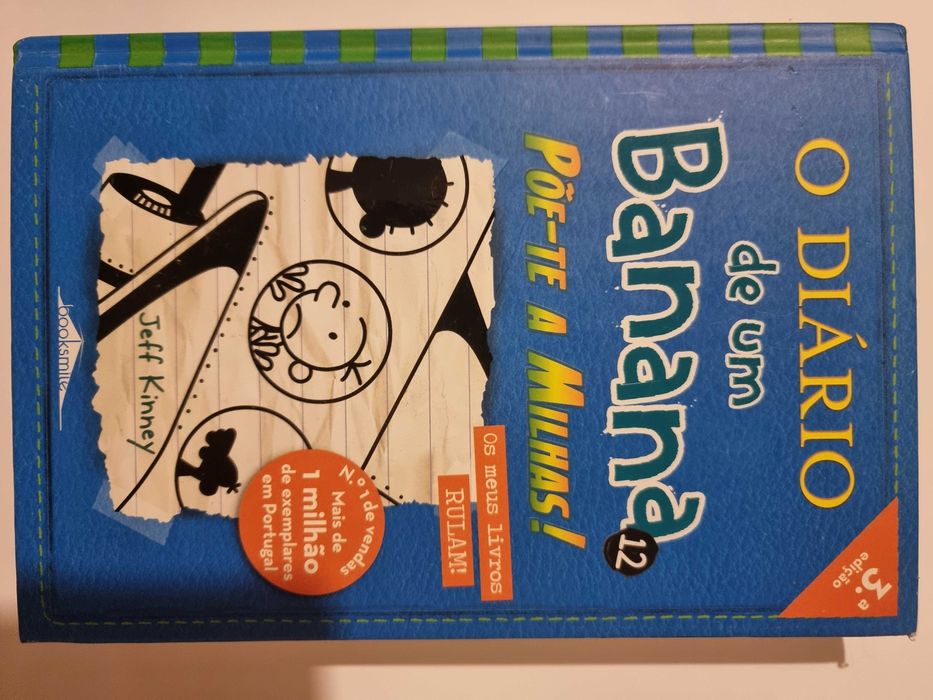 O DIÁRIO
de um
Banana
12
PÕE-TE A MILHAS!
3.ª
edição
Os meus livros
RULAM!
N.º 1 de vendas
Mais de
1 milhão
de exemplares
em Portugal
Jeff Kinney
booksmile